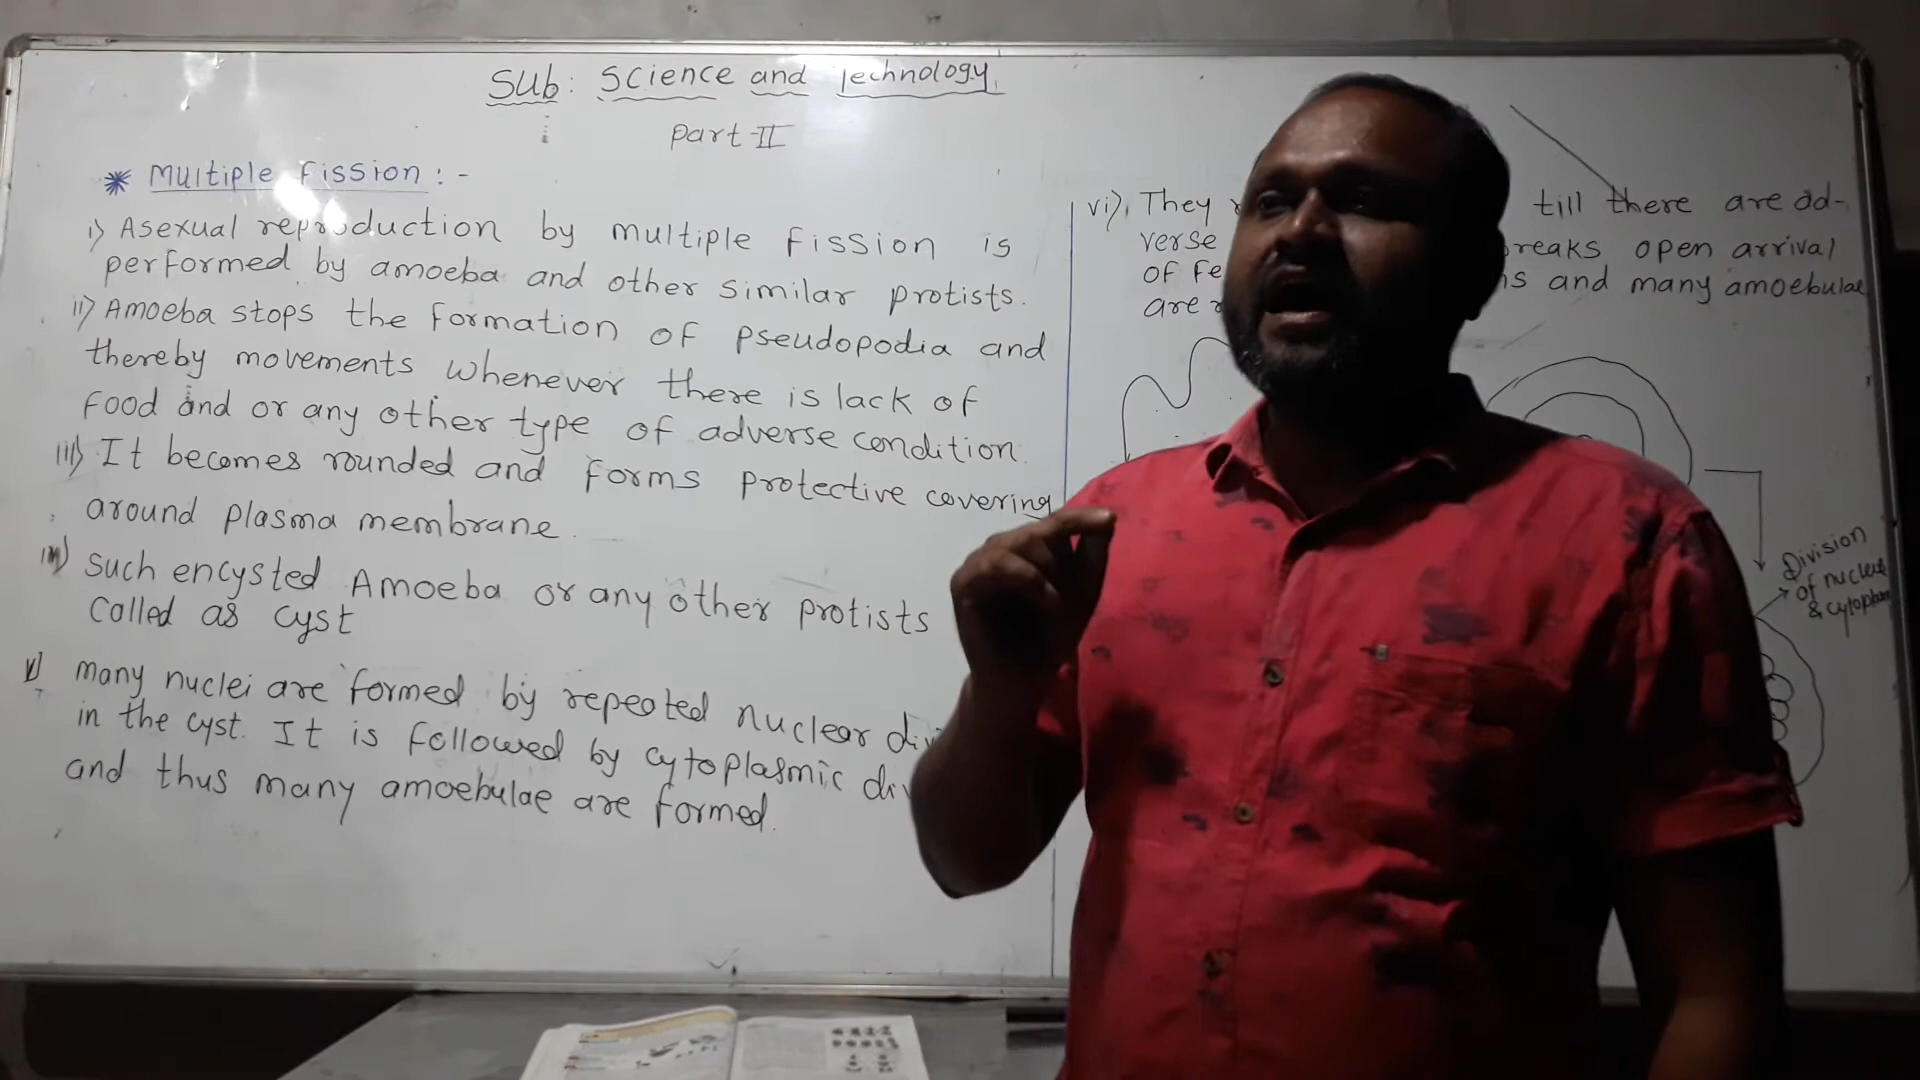 Sub: Science and Technology
Part-II
* Multiple Fission :-
i) Asexual reproduction by multiple fission is
performed by amoeba and other similar protists.
ii) Amoeba stops the formation of pseudopodia and
thereby movements whenever there is lack of
food and or any other type of adverse condition.
iii) It becomes rounded and forms protective covering
around plasma membrane.
iv) Such encysted Amoeba or any other protists
called as cyst
v) many nuclei are formed by repeated nuclear
in the cyst. It is followed by cytoplasmic
and thus many amoebulae are formed.
vi) They till there are ad-
verse breaks open arrival
of and many amoebulae
are
Division
of nucleus
& cytoplasm